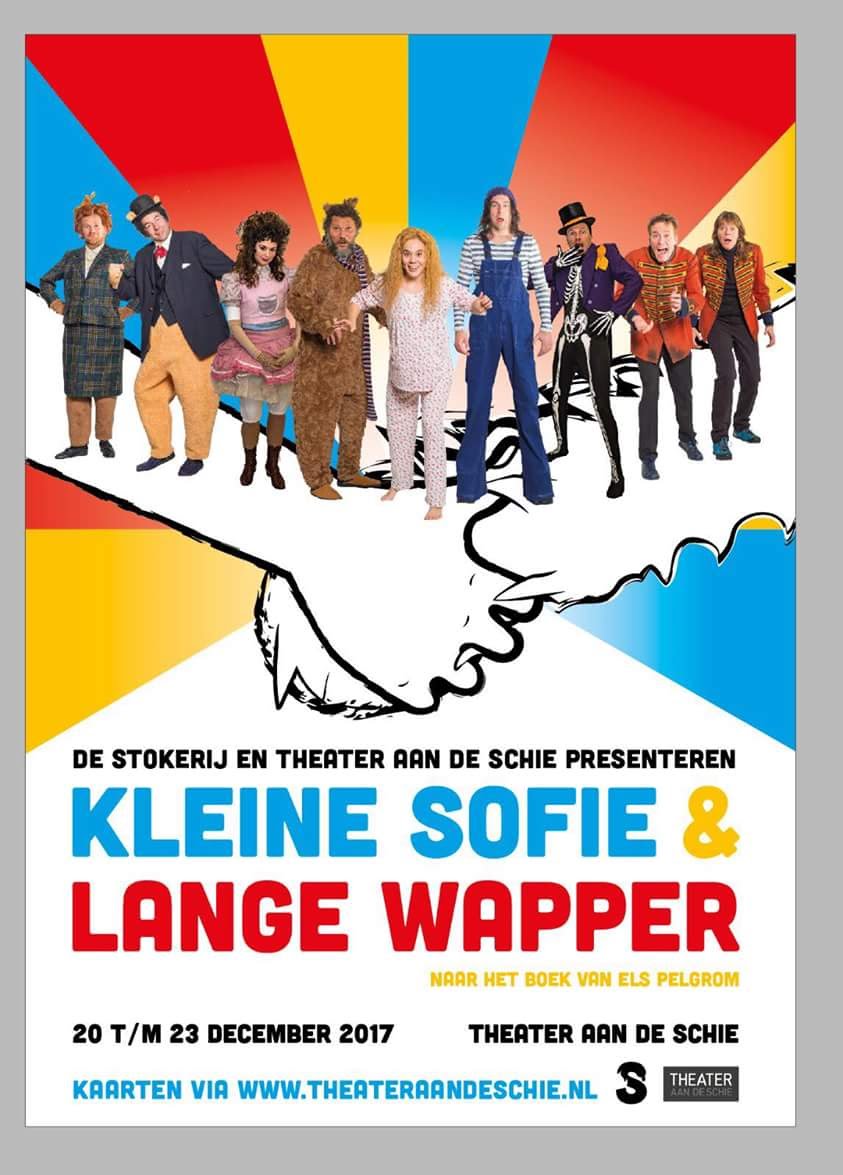 DE STOKERIJ EN THEATER AAN DE SCHIE PRESENTEREN
KLEINE SOFIE &
LANGE WAPPER
NAAR HET BOEK VAN ELS PELGROM
20 T/M 23 DECEMBER 2017 THEATER AAN DE SCHIE
KAARTEN VIA WWW.THEATERAANDESCHIE.NL S
THEATER
AAN DE SCHIE